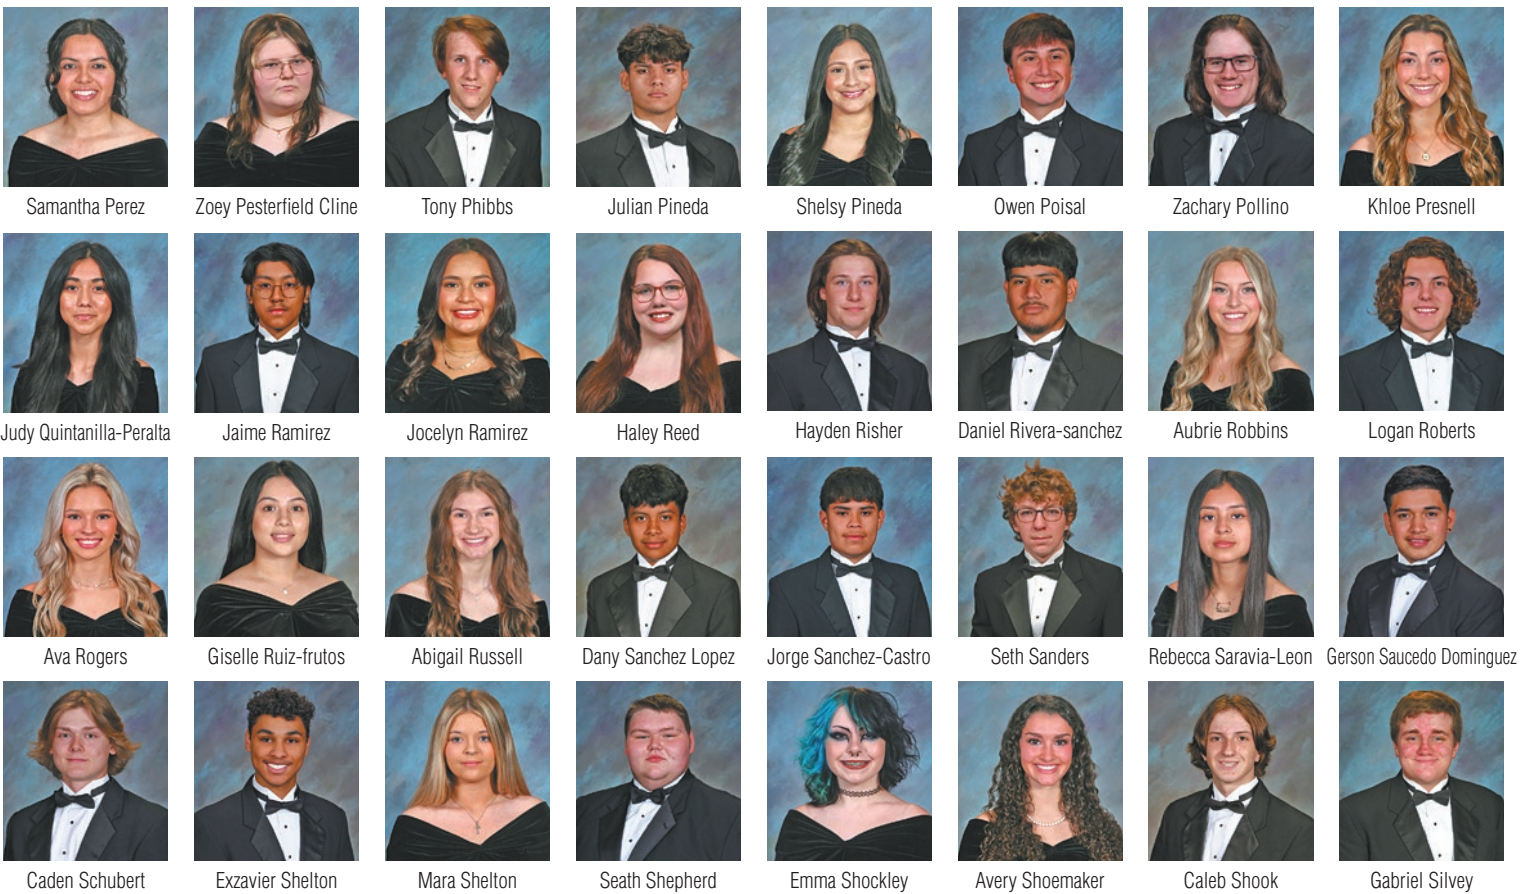 Samantha Perez
Zoey Pesterfield Cline
Tony Phibbs
Julian Pineda
Shelsy Pineda
Owen Poisal
Zachary Pollino
Khloe Presnell
Judy Quintanilla-Peralta
Jaime Ramirez
Jocelyn Ramirez
Haley Reed
Hayden Risher
Daniel Rivera-sanchez
Aubrie Robbins
Logan Roberts
Ava Rogers
Giselle Ruiz-frutos
Abigail Russell
Dany Sanchez Lopez
Jorge Sanchez-Castro
Seth Sanders
Rebecca Saravia-Leon
Gerson Saucedo Dominguez
Caden Schubert
Exzavier Shelton
Mara Shelton
Seath Shepherd
Emma Shockley
Avery Shoemaker
Caleb Shook
Gabriel Silvey